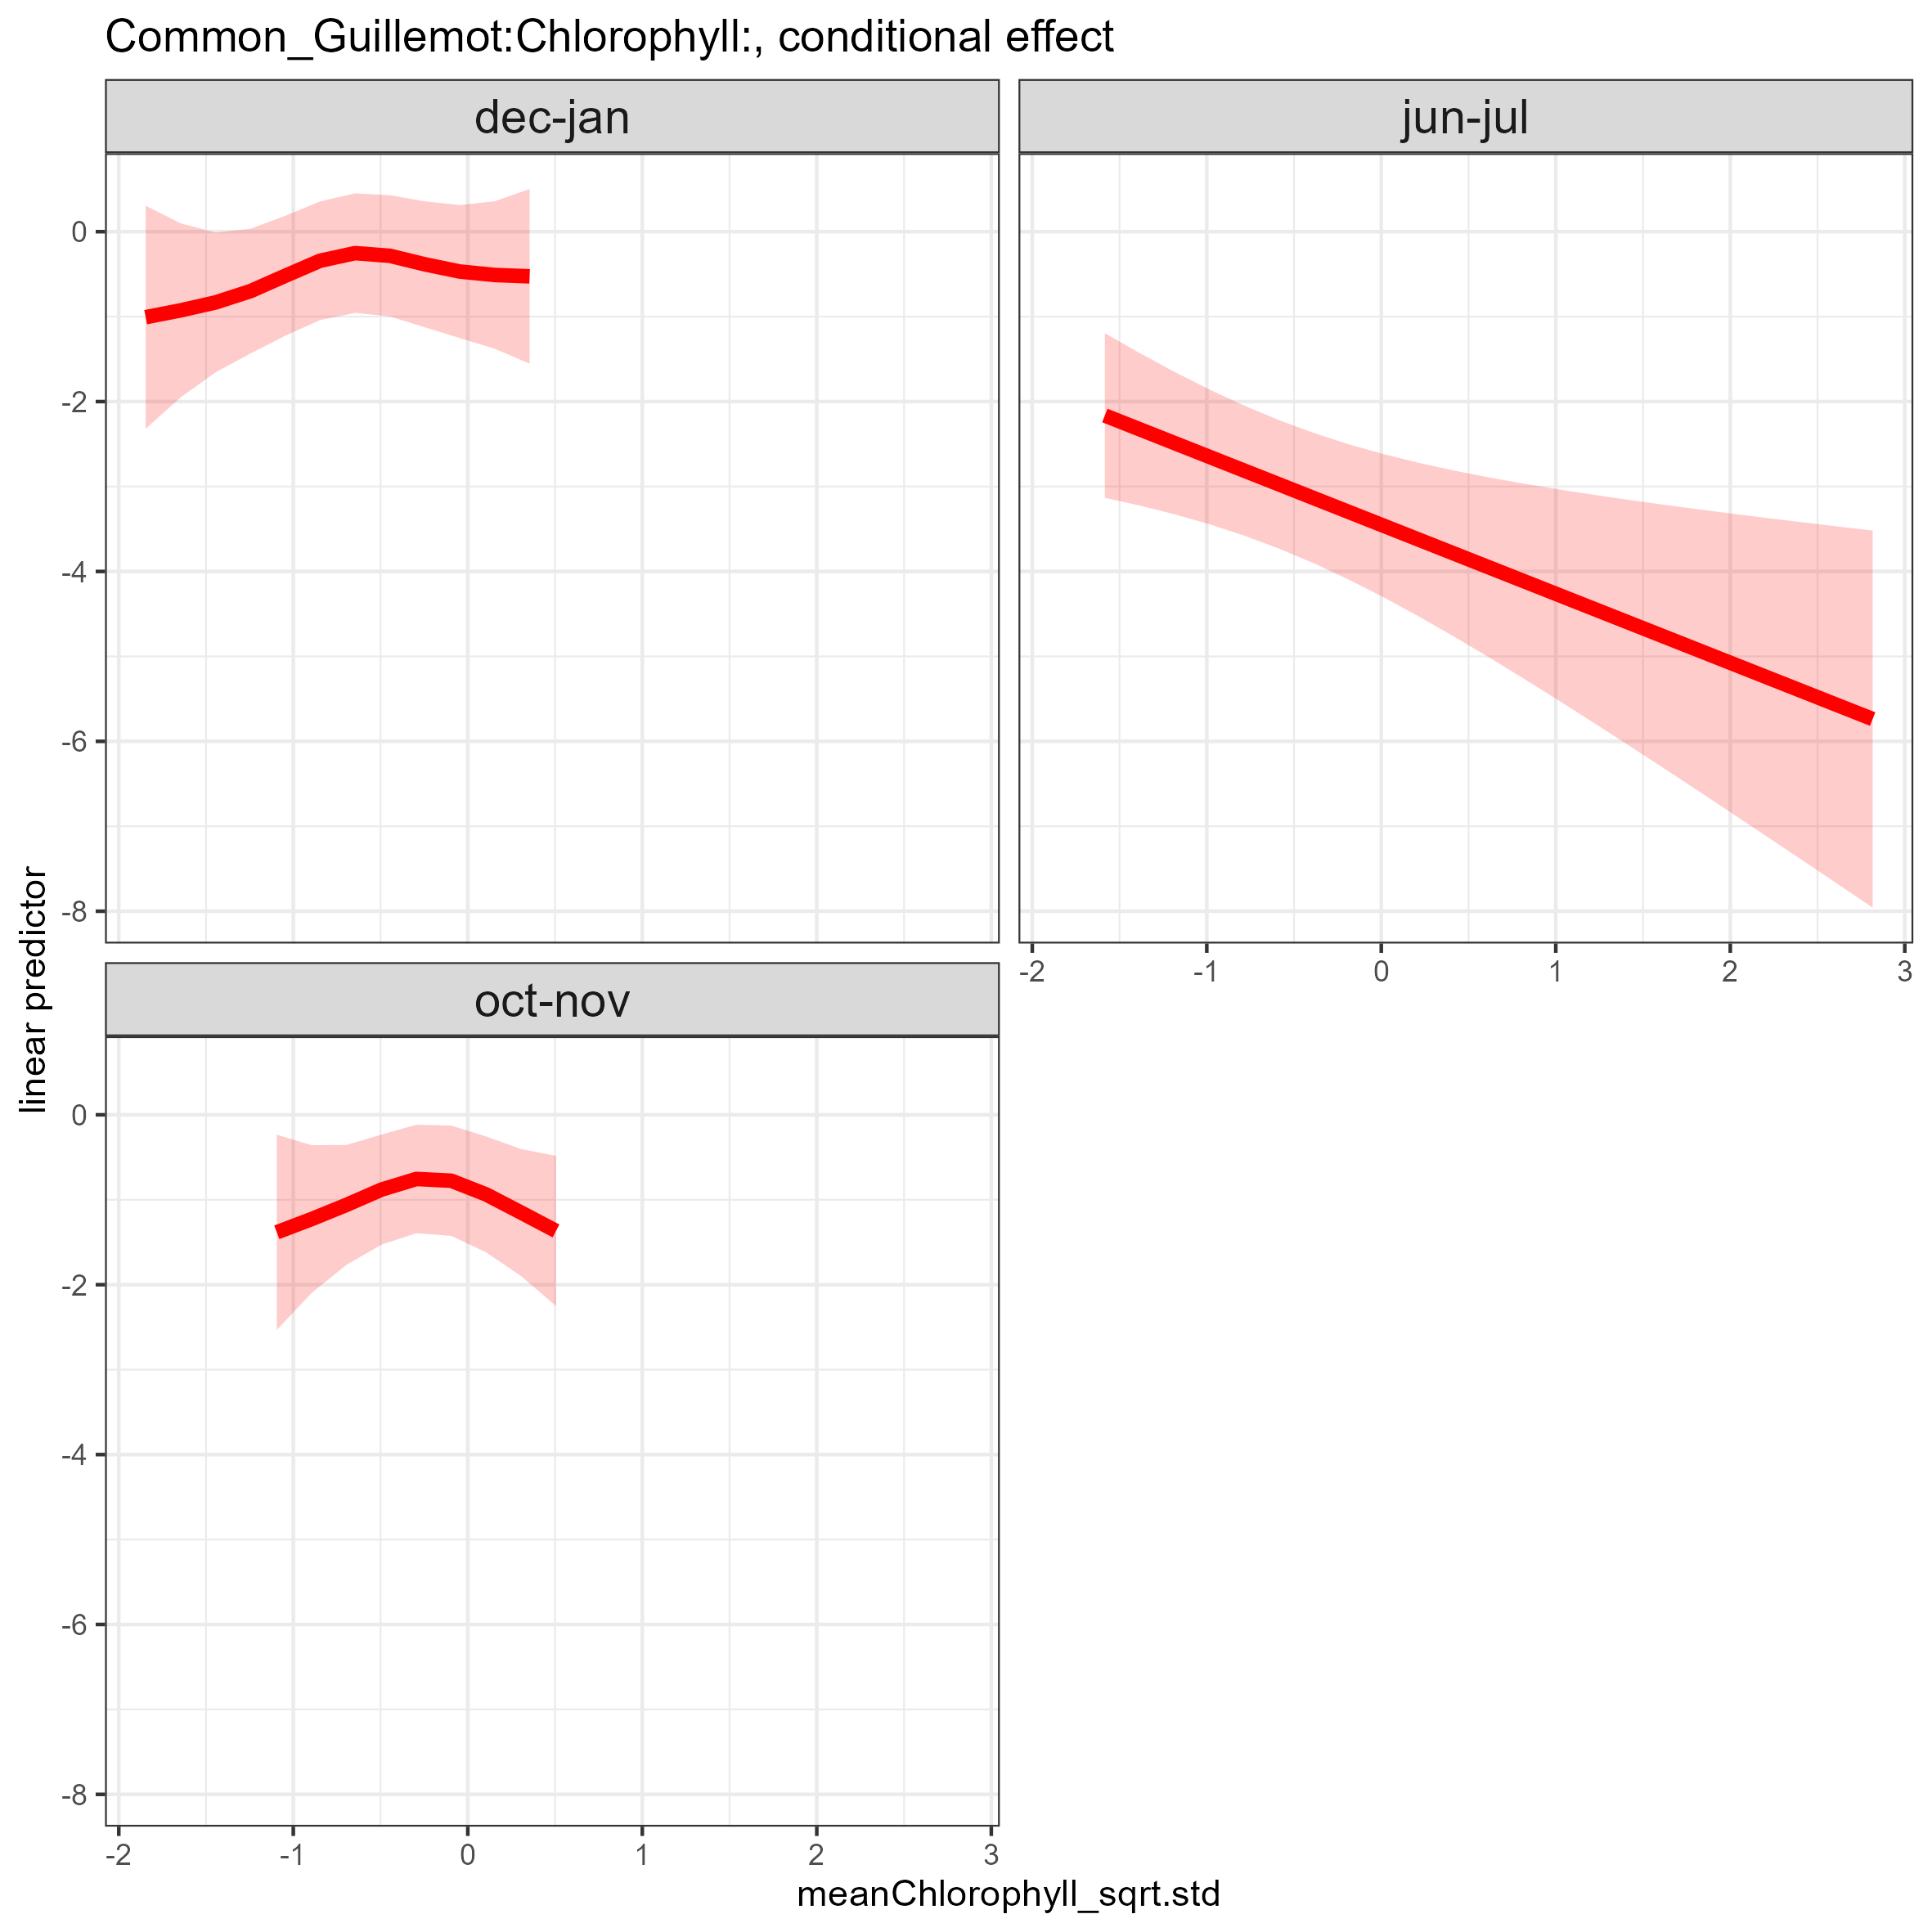 Common_Guillemot:Chlorophyll:, conditional effect
dec-jan
jun-jul
0
-2
-4
-6
-8
-2 -1 0 1 2 3
oct-nov
0
-2
-4
-6
-8
-2 -1 0 1 2 3
linear predictor
meanChlorophyll_sqrt.std